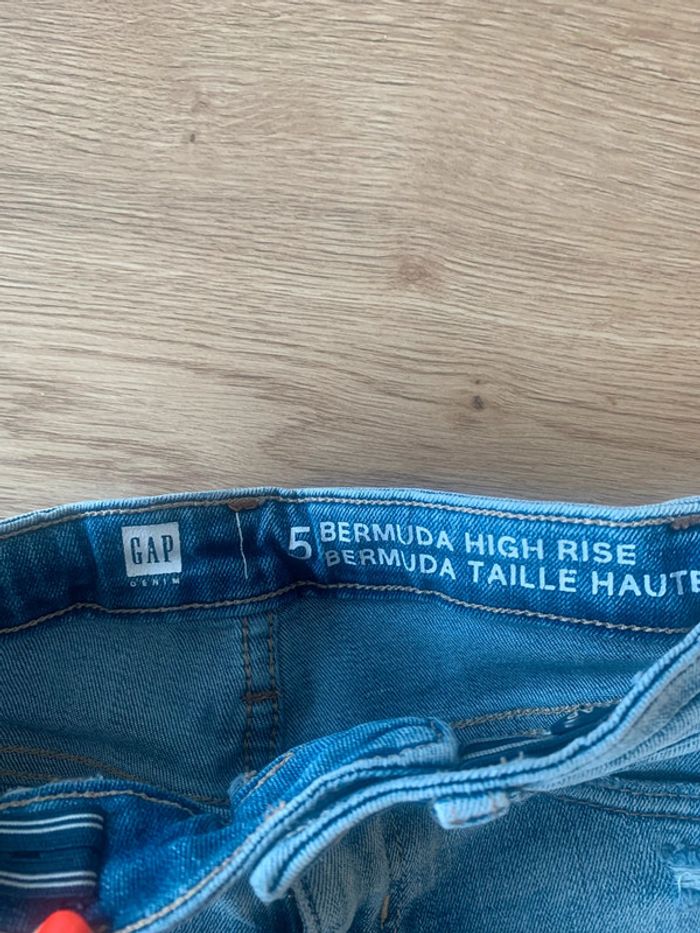 GAP
DENIM
5
BERMUDA HIGH RISE
BERMUDA TAILLE HAUTE